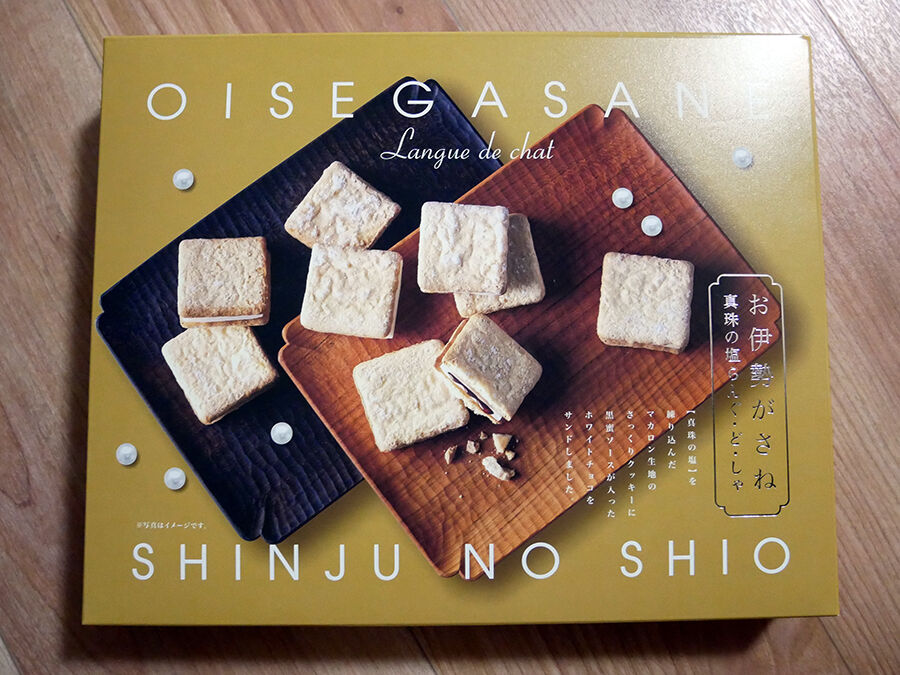 OISEGASANE
Langue de chat
お伊勢がさね
真珠の塩らんぐ・ど・しゃ
【真珠の塩】を
練り込んだ
マカロン生地の
さっくりクッキーに
黒蜜ソースが入った
ホワイトチョコを
サンドしました
※写真はイメージです。
SHINJU NO SHIO